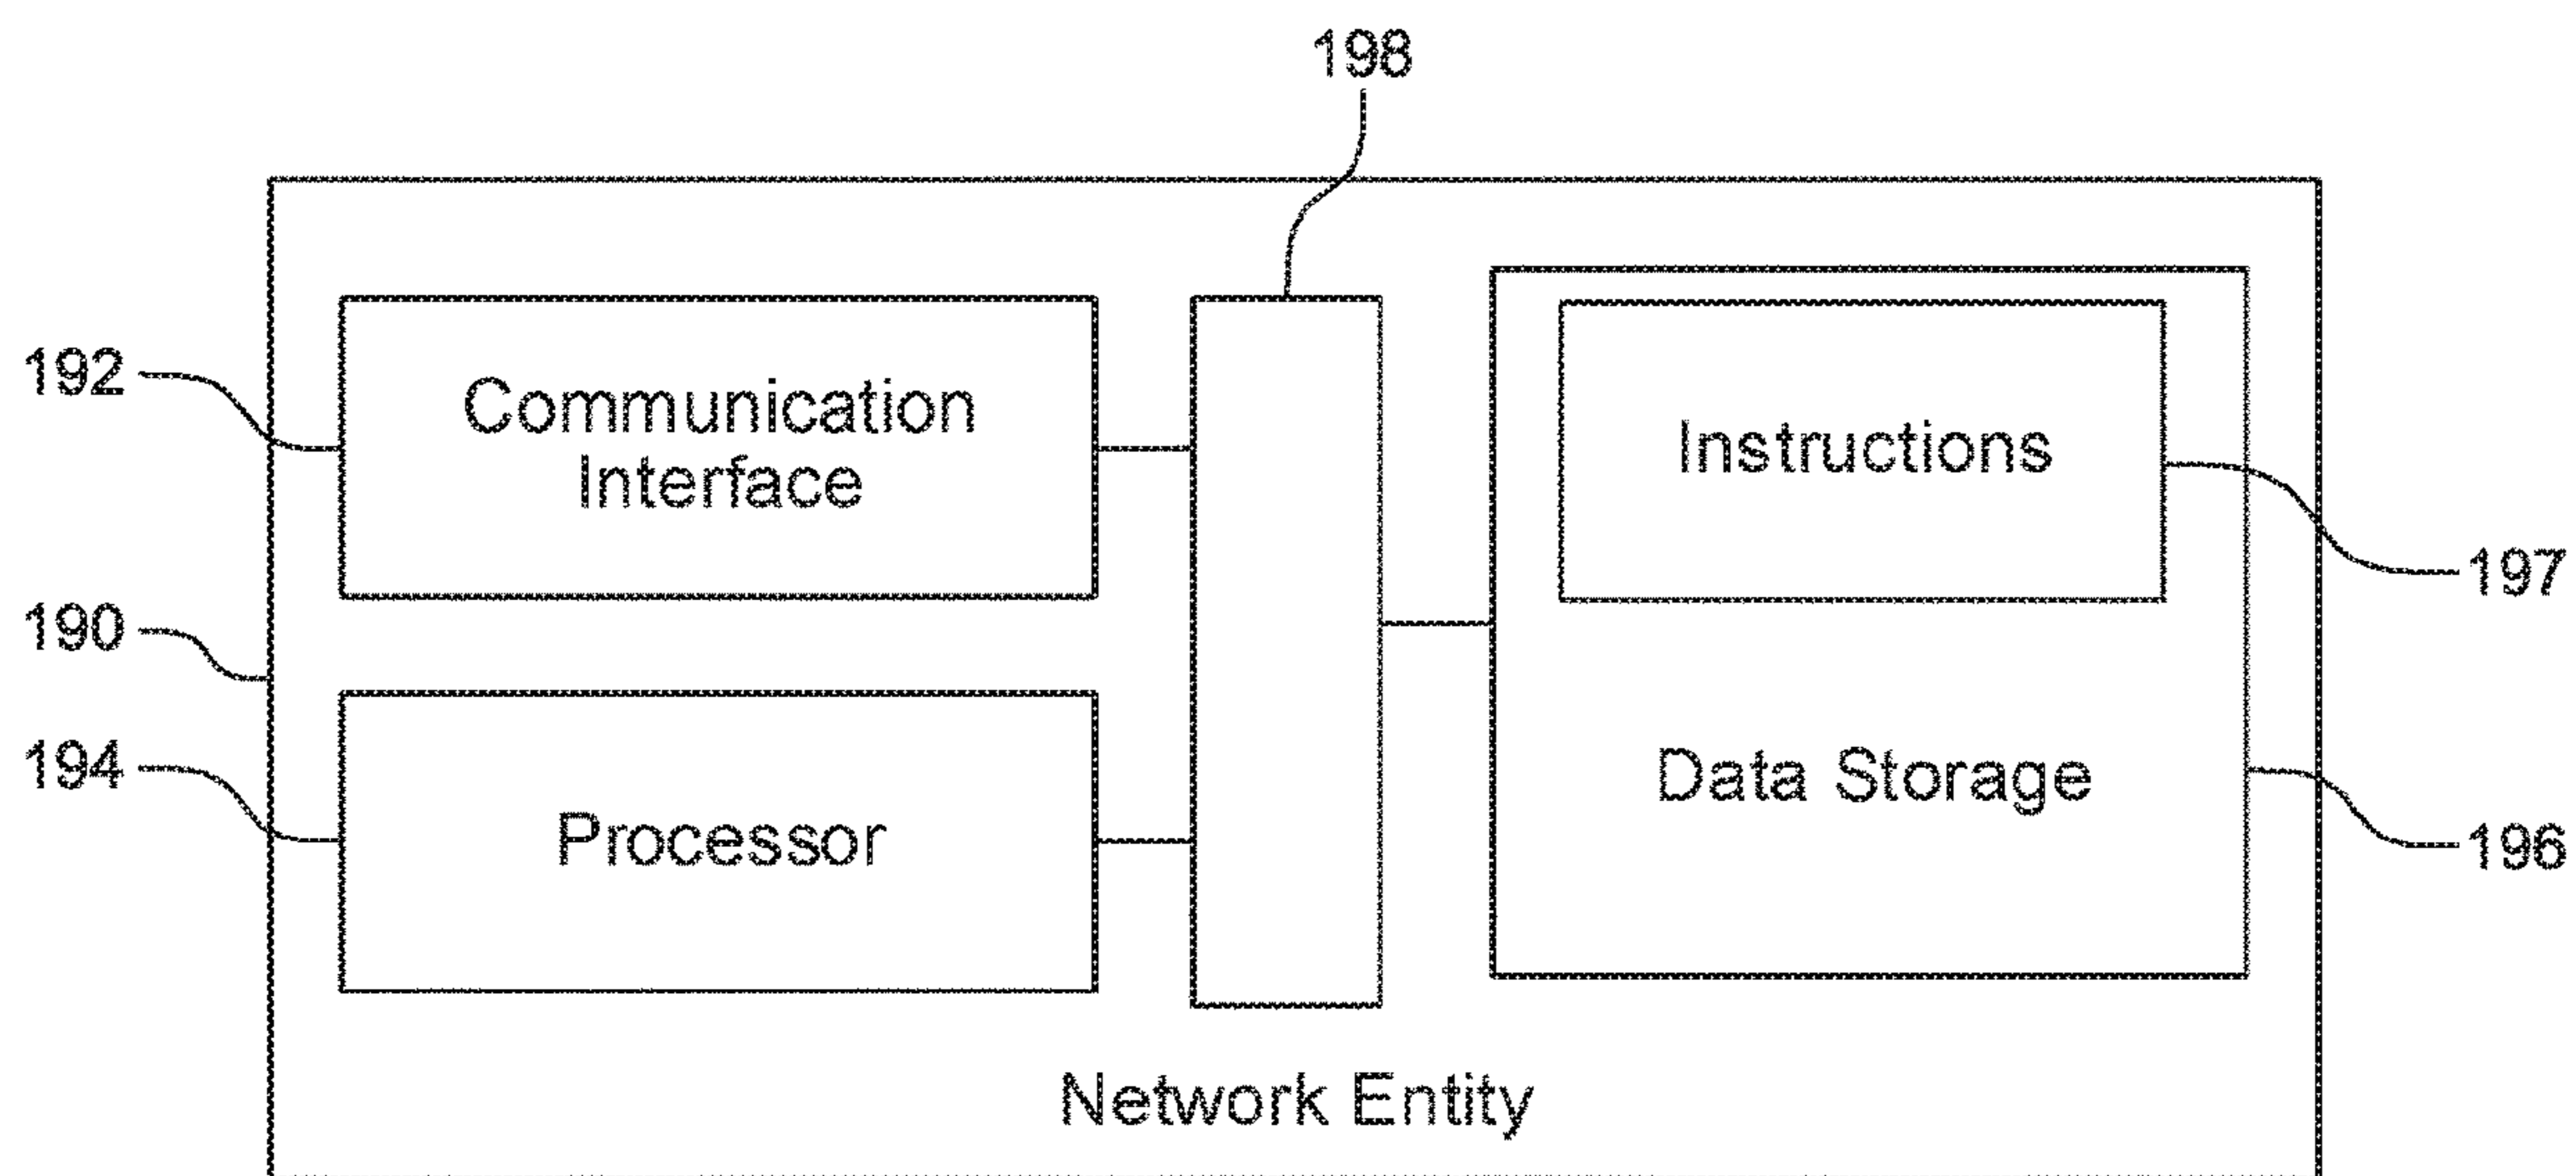 198
192
Communication
Interface
Instructions
197
190
194
Processor
Data Storage
196
Network Entity